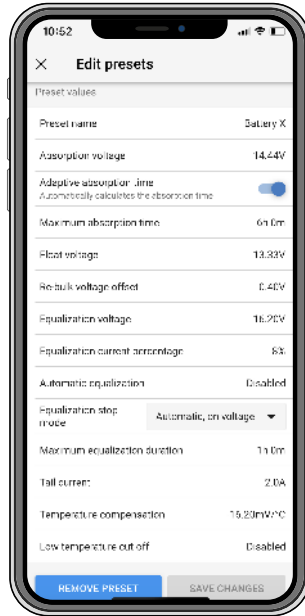 10:52
Edit presets
Preset values
Preset name Battery X
Absorption voltage 14.44V
Adaptive absorption time
Automatically calculates the absorption time
Maximum absorption time 6h 0m
Float voltage 13.33V
Re-bulk voltage offset 0.40V
Equalization voltage 16.20V
Equalization current percentage 8%
Automatic equalization Disabled
Equalization stop mode Automatic, on voltage
Maximum equalization duration 1h 0m
Tail current 2.0A
Temperature compensation 16.20mV/°C
Low temperature cut off Disabled
REMOVE PRESET SAVE CHANGES